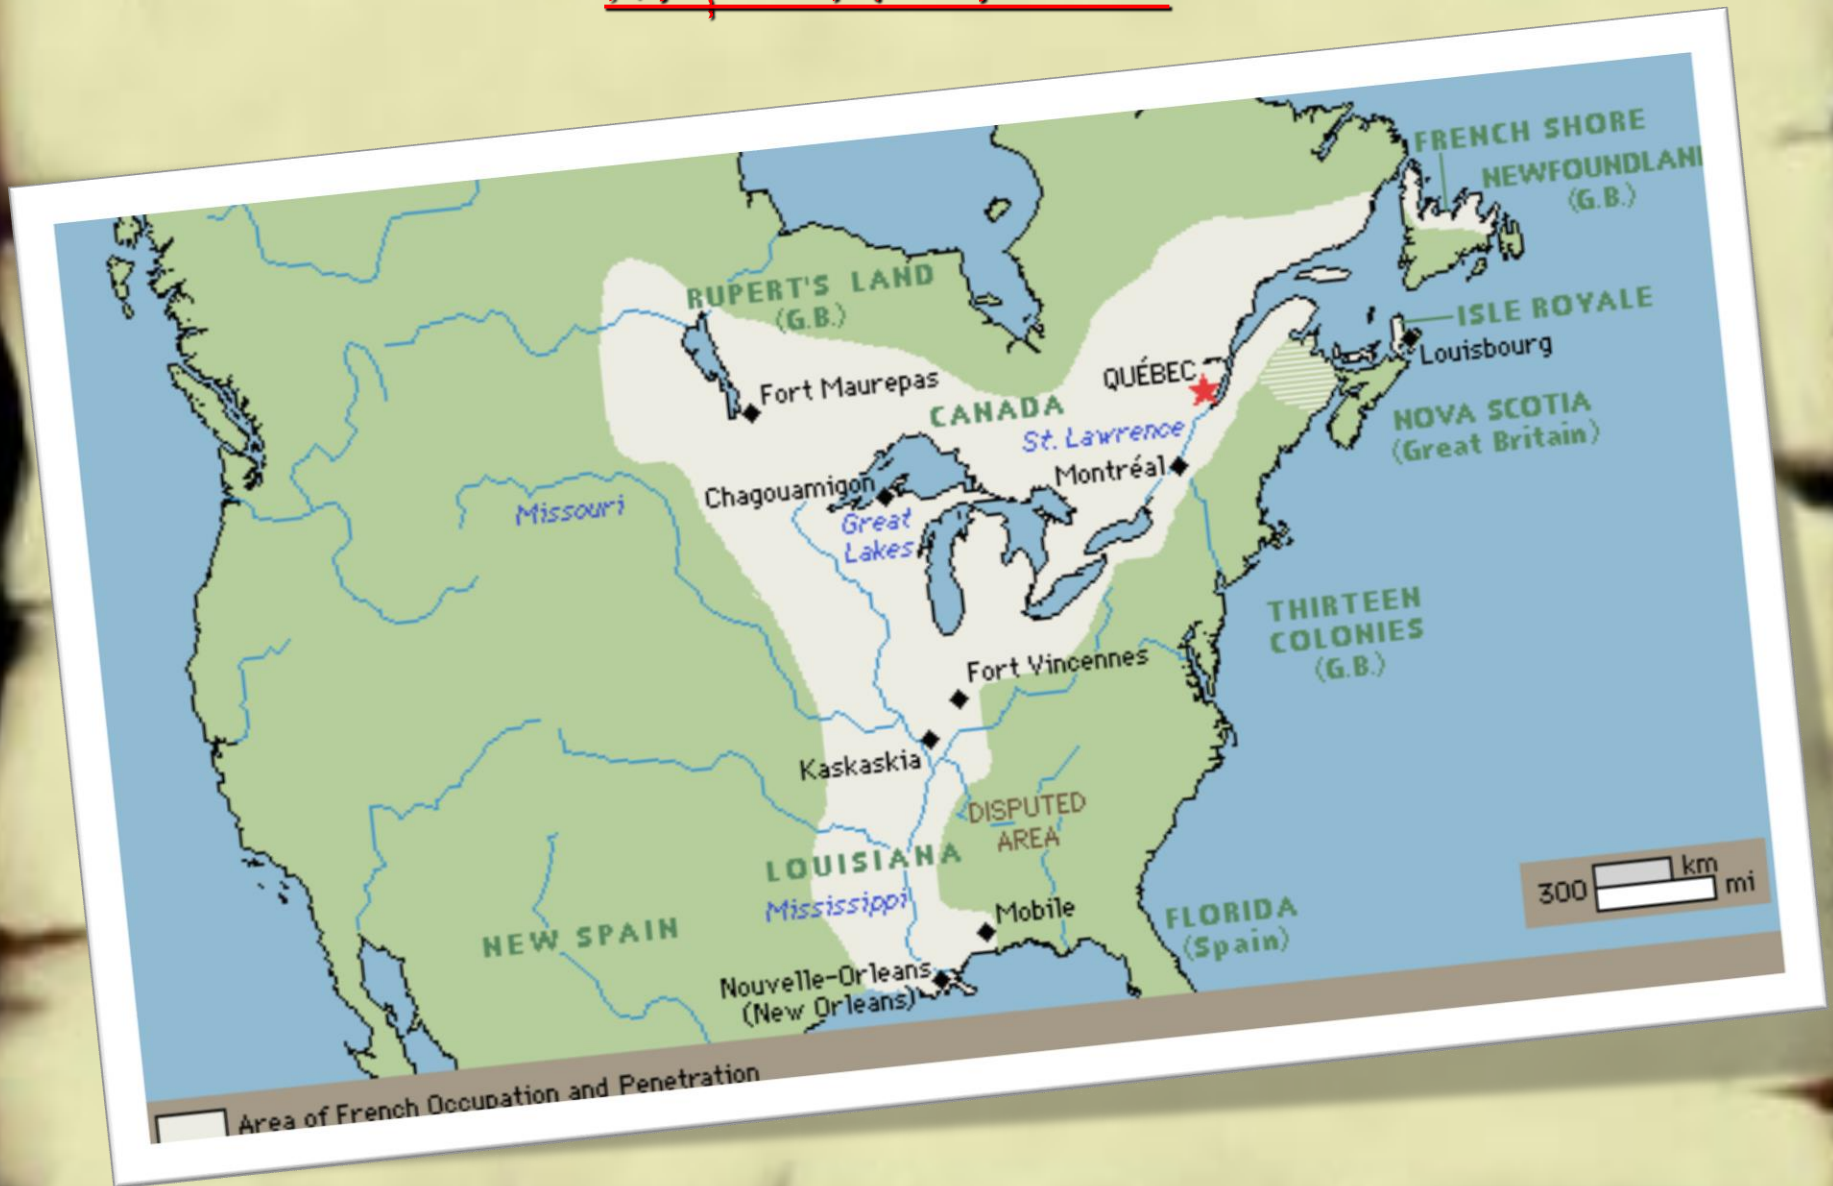 FRENCH SHORE
NEWFOUNDLAN
(G.B.)
RUPERT'S LAND
(G.B.)
ISLE ROYALE
Louisbourg
QUÉBEC
Fort Maurepas
CANADA
St. Lawrence
NOVA SCOTIA
(Great Britain)
Montréal
Chagouamigon
Missouri
Great
Lakes
THIRTEEN
COLONIES
(G.B.)
Fort Vincennes
Kaskaskia
DISPUTED
AREA
LOUISIANA
Mississippi
Mobile
300 km
mi
FLORIDA
(Spain)
NEW SPAIN
Nouvelle-Orleans
(New Orleans)
Area of French Occupation and Penetration